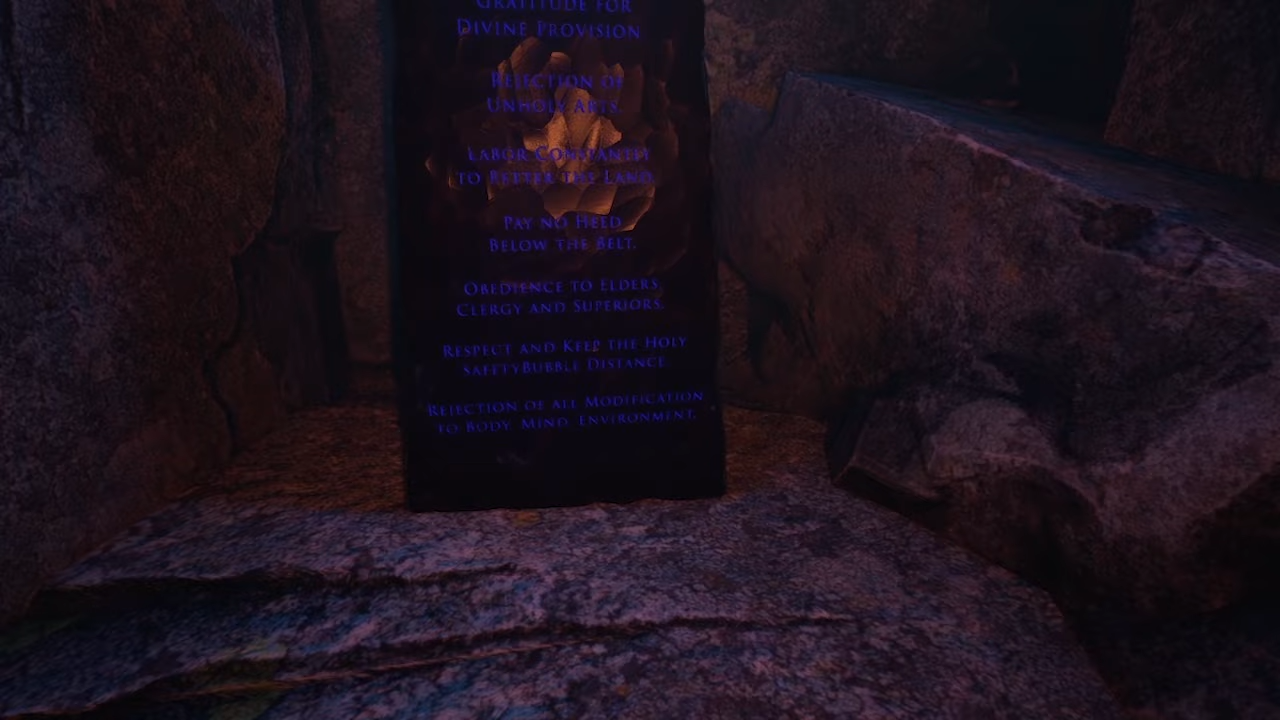 Gratitude for
Divine Provision
Rejection of
Unholy Arts.
Labor Constantly
to Better the Land.
Pay no Heed
Below the Belt.
Obedience to Elders,
Clergy and Superiors.
Respect and Keep the Holy
SafetyBubble Distance
Rejection of all Modification
to Body, Mind, Environment.